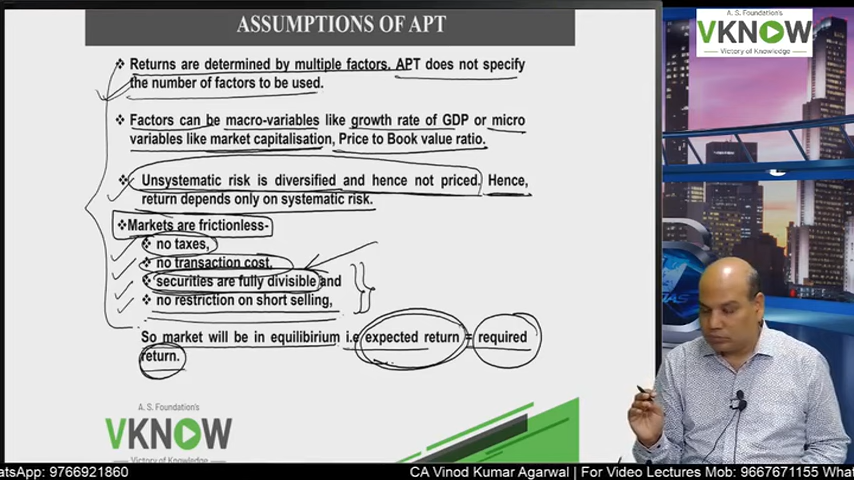 ASSUMPTIONS OF APT
A. S. Foundation's
VKNOW
Victory of Knowledge
❖ Returns are determined by multiple factors. APT does not specify
the number of factors to be used.
❖ Factors can be macro-variables like growth rate of GDP or micro
variables like market capitalisation, Price to Book value ratio.
❖ Unsystematic risk is diversified and hence not priced. Hence,
return depends only on systematic risk.
❖Markets are frictionless-
❖ no taxes,
❖ no transaction cost,
❖ securities are fully divisible and
❖ no restriction on short selling,
So market will be in equilibrium i.e expected return = required
return.
A. S. Foundation's
VKNOW
Victory of Knowledge
atsApp: 9766921860
CA Vinod Kumar Agarwal | For Video Lectures Mob: 9667671155 What